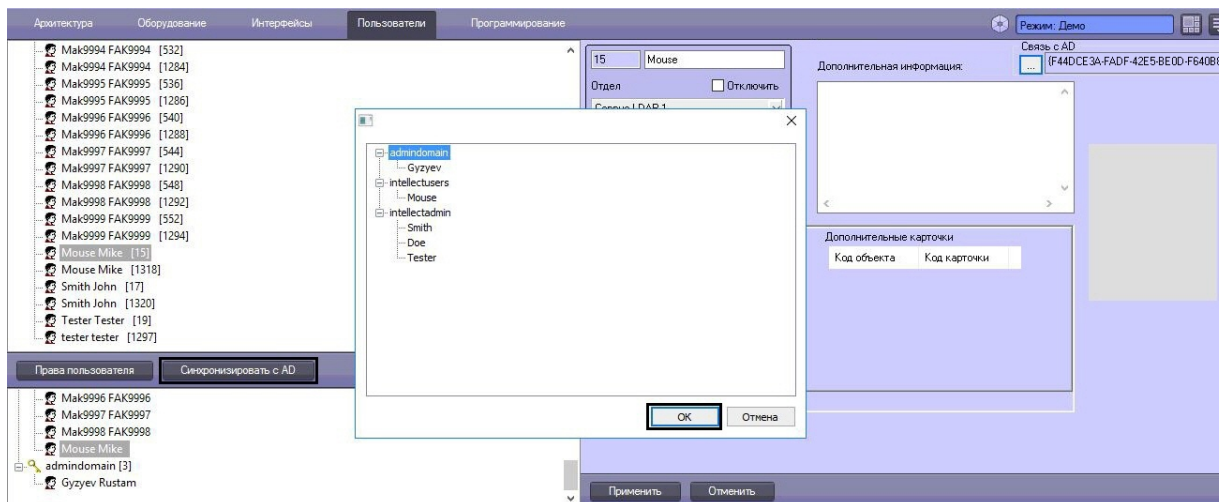 Архитектура Оборудование Интерфейсы Пользователи Программирование Режим: Демо
Mak9994 FAK9994 [532]
Mak9994 FAK9994 [1284]
Mak9995 FAK9995 [536]
Mak9995 FAK9995 [1286]
Mak9996 FAK9996 [540]
Mak9996 FAK9996 [1288]
Mak9997 FAK9997 [544]
Mak9997 FAK9997 [1290]
Mak9998 FAK9998 [548]
Mak9998 FAK9998 [1292]
Mak9999 FAK9999 [552]
Mak9999 FAK9999 [1294]
Mouse Mike [15]
Mouse Mike [1318]
Smith John [17]
Smith John [1320]
Tester Tester [19]
tester tester [1297]
Права пользователя Синхронизировать с AD
Mak9996 FAK9996
Mak9997 FAK9997
Mak9998 FAK9998
Mouse Mike
admindomain [3]
Gyzyev Rustam
admindomain
Gyzyev
intellectusers
Mouse
intellectadmin
Smith
Doe
Tester
OK Отмена
15 Mouse
Отдел Отключить
LDAP 1
Дополнительная информация:
Связь с AD
... {F44DCE3A-FADF-42E5-BE0D-F640B8
Дополнительные карточки
Код объекта Код карточки
Применить Отменить